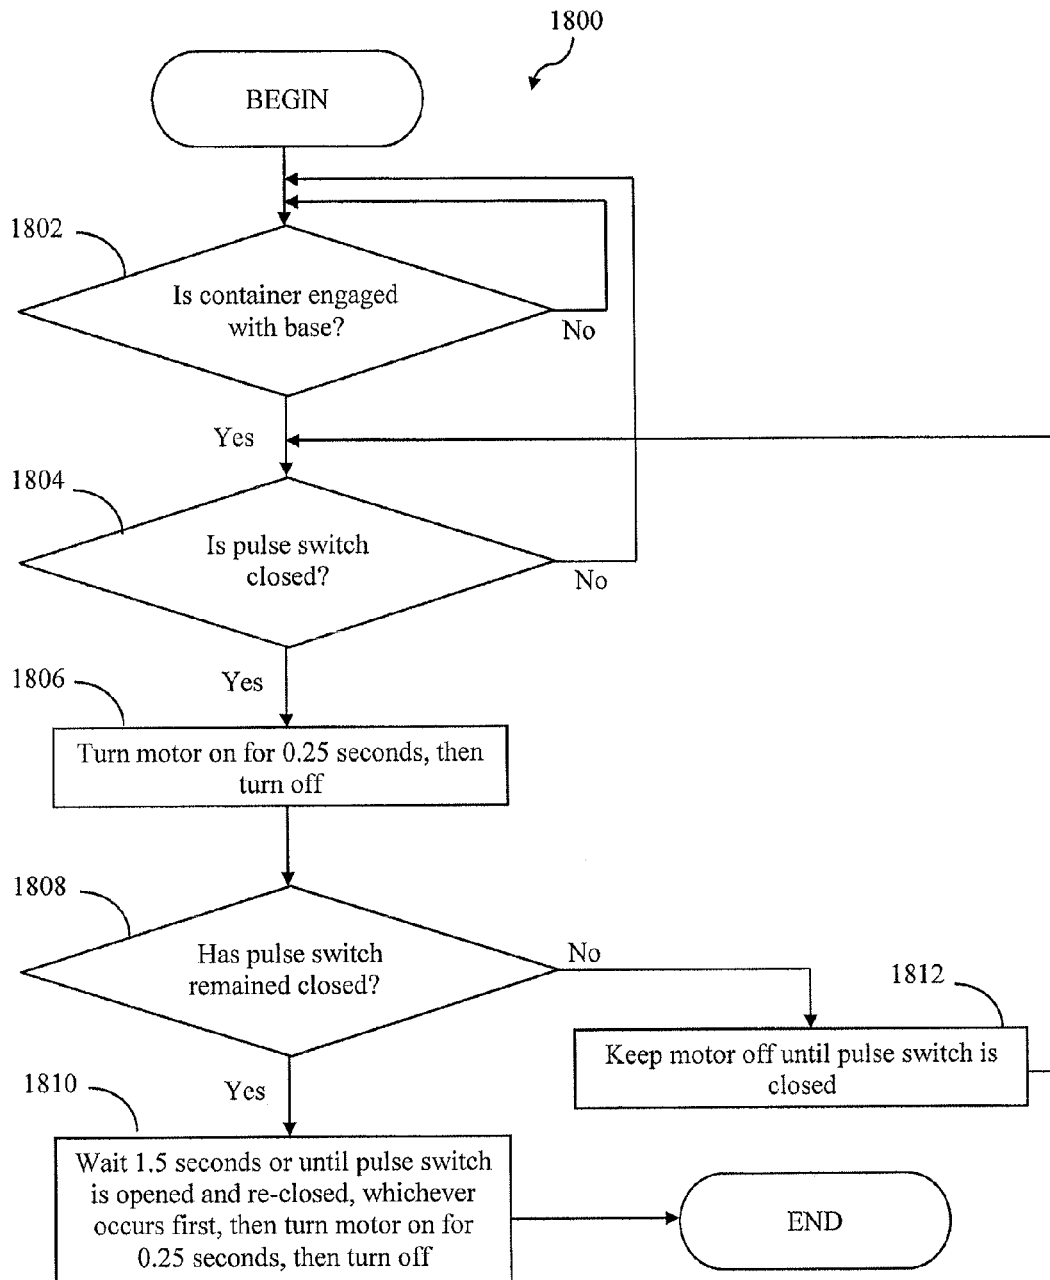 1800
BEGIN
1802
Is container engaged
with base?
No
Yes
1804
Is pulse switch
closed?
No
Yes
1806
Turn motor on for 0.25 seconds, then
turn off
1808
Has pulse switch
remained closed?
No
1812
Keep motor off until pulse switch is
closed
Yes
1810
Wait 1.5 seconds or until pulse switch
is opened and re-closed, whichever
occurs first, then turn motor on for
0.25 seconds, then turn off
END